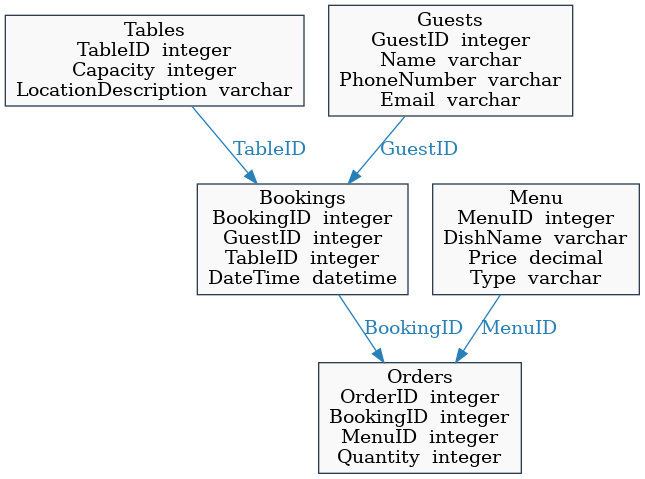 Tables
TableID integer
Capacity integer
LocationDescription varchar
Guests
GuestID integer
Name varchar
PhoneNumber varchar
Email varchar
TableID
GuestID
Bookings
BookingID integer
GuestID integer
TableID integer
DateTime datetime
Menu
MenuID integer
DishName varchar
Price decimal
Type varchar
BookingID
MenuID
Orders
OrderID integer
BookingID integer
MenuID integer
Quantity integer